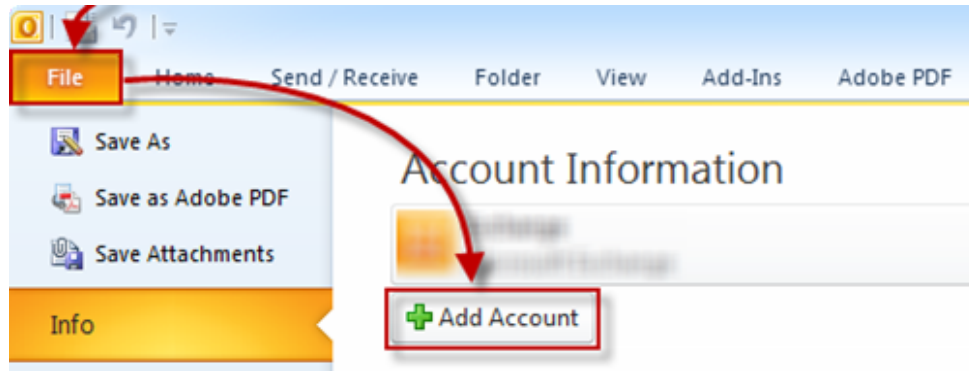 File Home Send / Receive Folder View Add-Ins Adobe PDF
Save As
Account Information
Save as Adobe PDF
Save Attachments
Info
Add Account